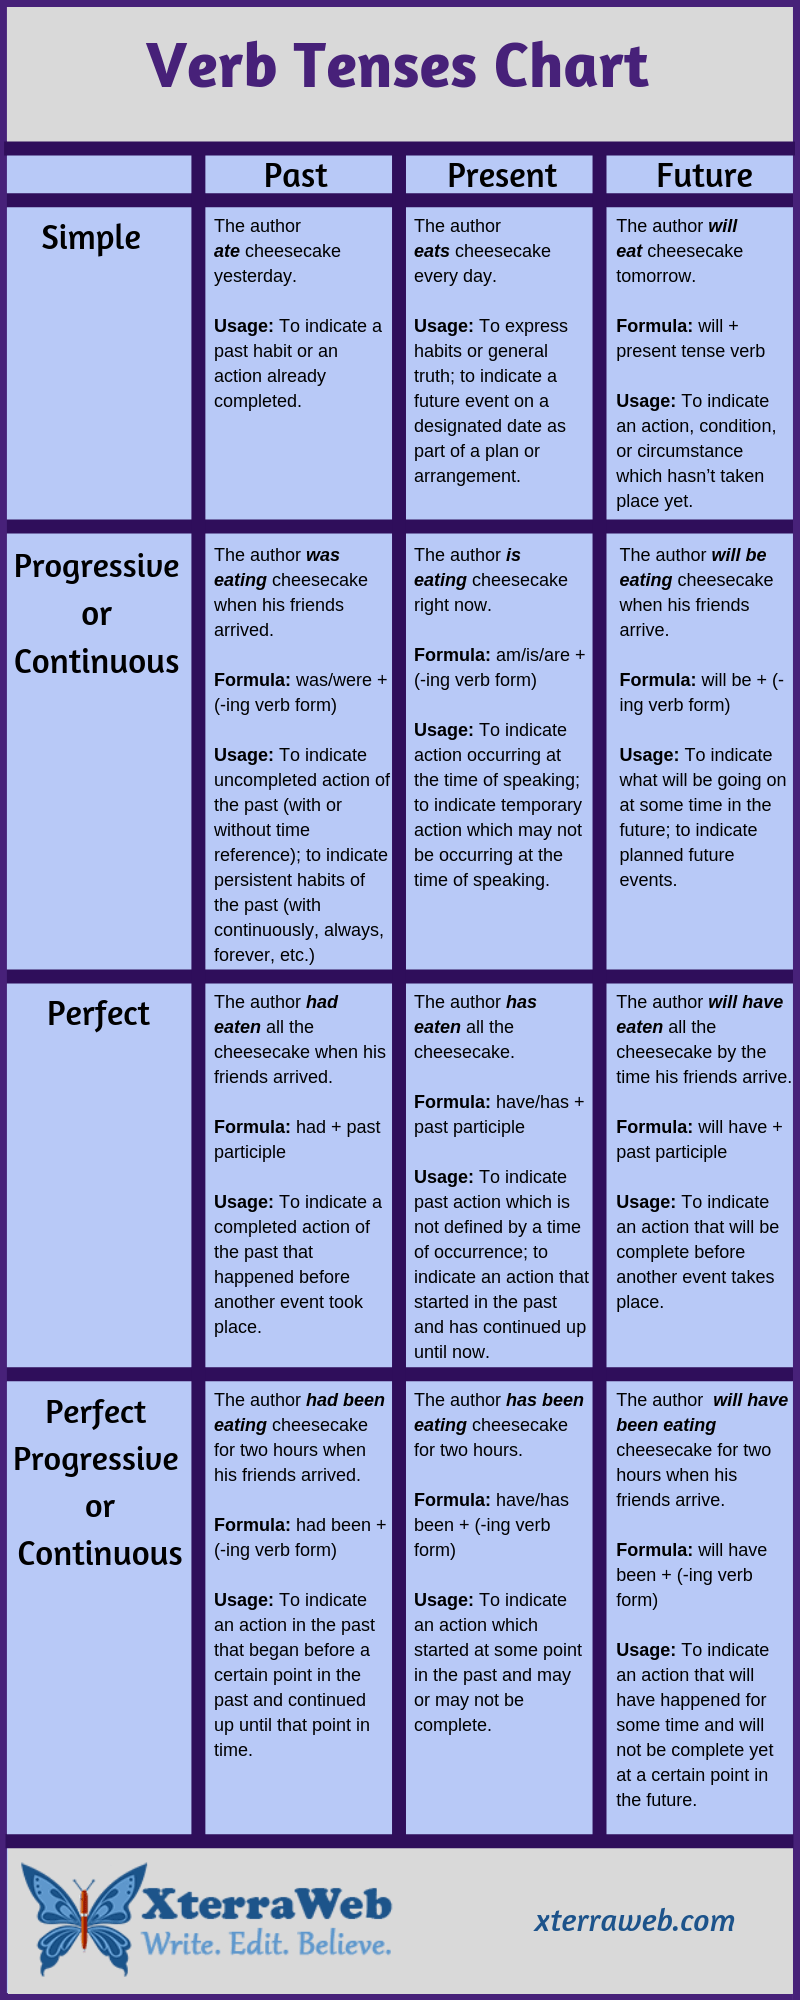 Verb Tenses Chart
Past
Present
Future
Simple
The author
ate cheesecake
yesterday.
Usage: To indicate a
past habit or an
action already
completed.
The author
eats cheesecake
every day.
Usage: To express
habits or general
truth; to indicate a
future event on a
designated date as
part of a plan or
arrangement.
The author will
eat cheesecake
tomorrow.
Formula: will +
present tense verb
Usage: To indicate
an action, condition,
or circumstance
which hasn’t taken
place yet.
Progressive
or
Continuous
The author was
eating cheesecake
when his friends
arrived.
Formula: was/were +
(-ing verb form)
Usage: To indicate
uncompleted action of
the past (with or
without time
reference); to indicate
persistent habits of
the past (with
continuously, always,
forever, etc.)
The author is
eating cheesecake
right now.
Formula: am/is/are +
(-ing verb form)
Usage: To indicate
action occurring at
the time of speaking;
to indicate temporary
action which may not
be occurring at the
time of speaking.
The author will be
eating cheesecake
when his friends
arrive.
Formula: will be + (-
ing verb form)
Usage: To indicate
what will be going on
at some time in the
future; to indicate
planned future
events.
Perfect
The author had
eaten all the
cheesecake when his
friends arrived.
Formula: had + past
participle
Usage: To indicate a
completed action of
the past that
happened before
another event took
place.
The author has
eaten all the
cheesecake.
Formula: have/has +
past participle
Usage: To indicate
past action which is
not defined by a time
of occurrence; to
indicate an action that
started in the past
and has continued up
until now.
The author will have
eaten all the
cheesecake by the
time his friends arrive.
Formula: will have +
past participle
Usage: To indicate
an action that will be
complete before
another event takes
place.
Perfect
Progressive
or
Continuous
The author had been
eating cheesecake
for two hours when
his friends arrived.
Formula: had been +
(-ing verb form)
Usage: To indicate
an action in the past
that began before a
certain point in the
past and continued
up until that point in
time.
The author has been
eating cheesecake
for two hours.
Formula: have/has
been + (-ing verb
form)
Usage: To indicate
an action which
started at some point
in the past and may
or may not be
complete.
The author will have
been eating
cheesecake for two
hours when his
friends arrive.
Formula: will have
been + (-ing verb
form)
Usage: To indicate
an action that will
have happened for
some time and will
not be complete yet
at a certain point in
the future.
XterraWeb
Write. Edit. Believe.
xterraweb.com